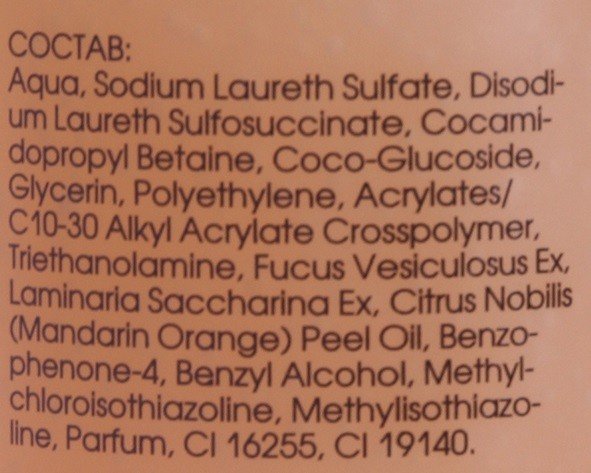 СОСТАВ:
Aqua, Sodium Laureth Sulfate, Disodi-
um Laureth Sulfosuccinate, Cocami-
dopropyl Betaine, Coco-Glucoside,
Glycerin, Polyethylene, Acrylates/
C10-30 Alkyl Acrylate Crosspolymer,
Triethanolamine, Fucus Vesiculosus Ex,
Laminaria Saccharina Ex, Citrus Nobilis
(Mandarin Orange) Peel Oil, Benzo-
phenone-4, Benzyl Alcohol, Methyl-
chloroisothiazoline, Methylisothiazo-
line, Parfum, CI 16255, CI 19140.